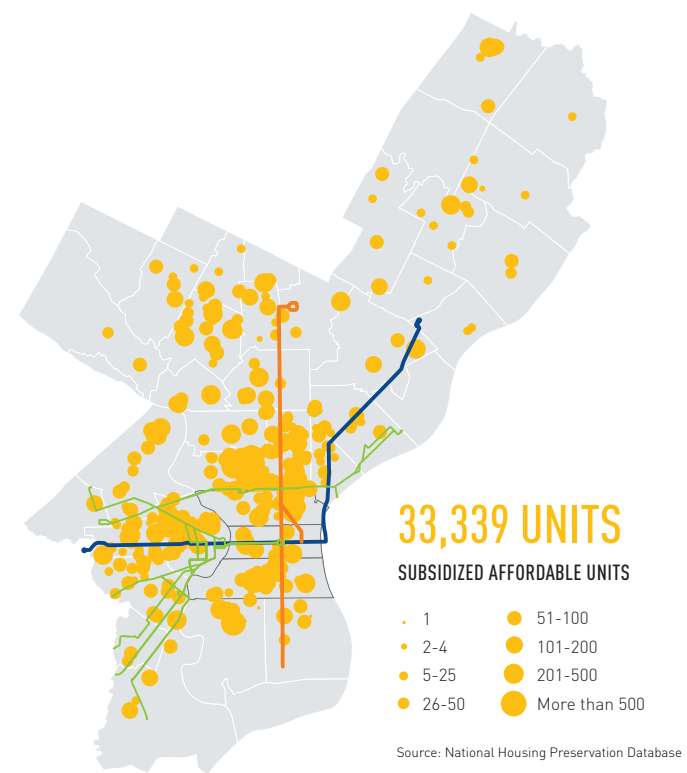 33,339 UNITS
SUBSIDIZED AFFORDABLE UNITS
1
2-4
5-25
26-50
51-100
101-200
201-500
More than 500
Source: National Housing Preservation Database